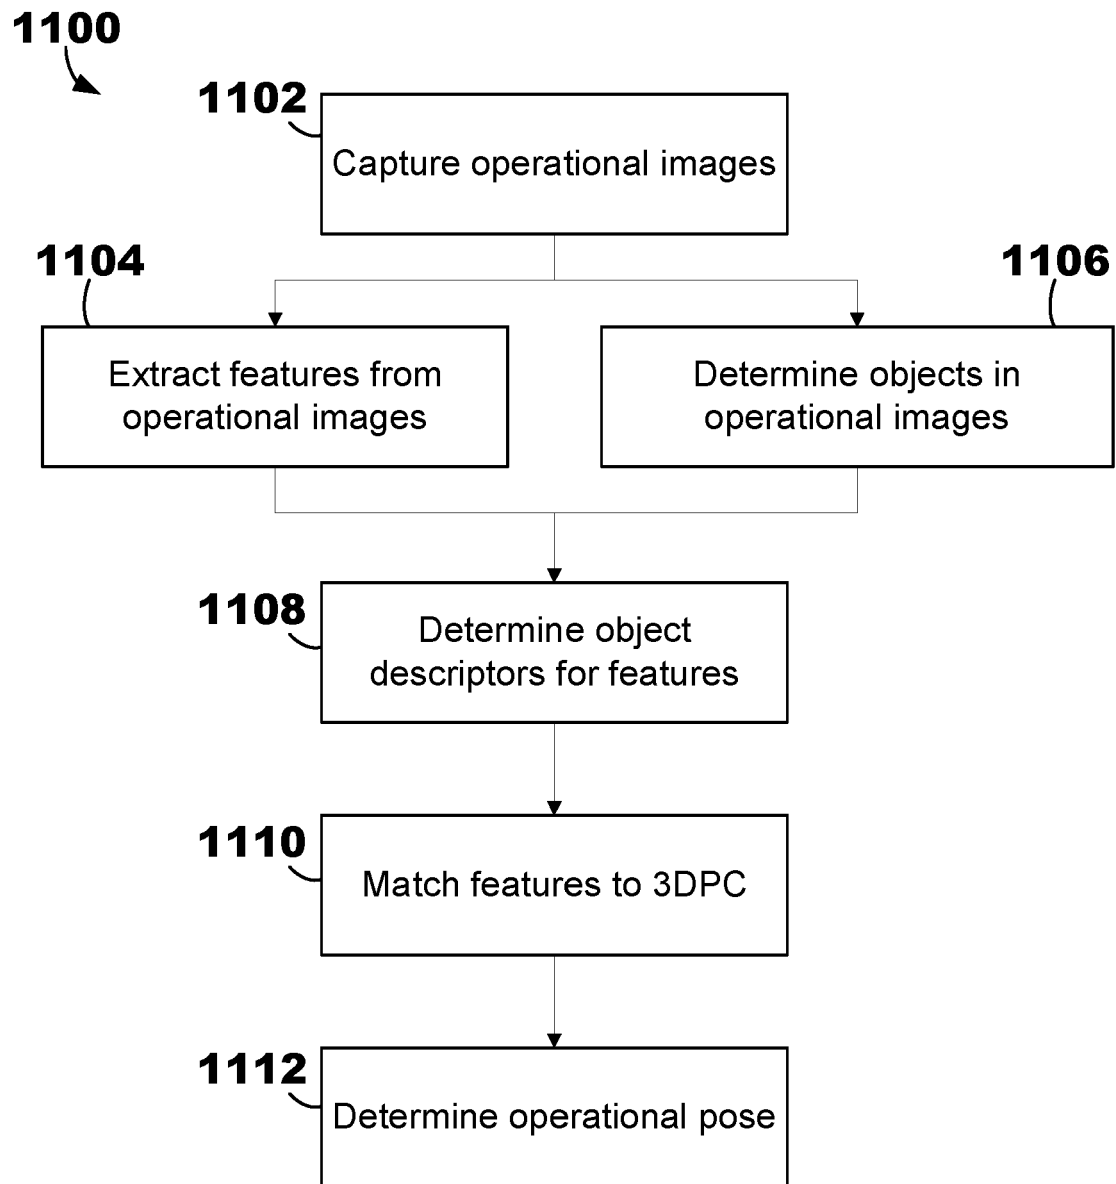 1100
1102
Capture operational images
1104
1106
Extract features from
operational images
Determine objects in
operational images
1108
Determine object
descriptors for features
1110
Match features to 3DPC
1112
Determine operational pose